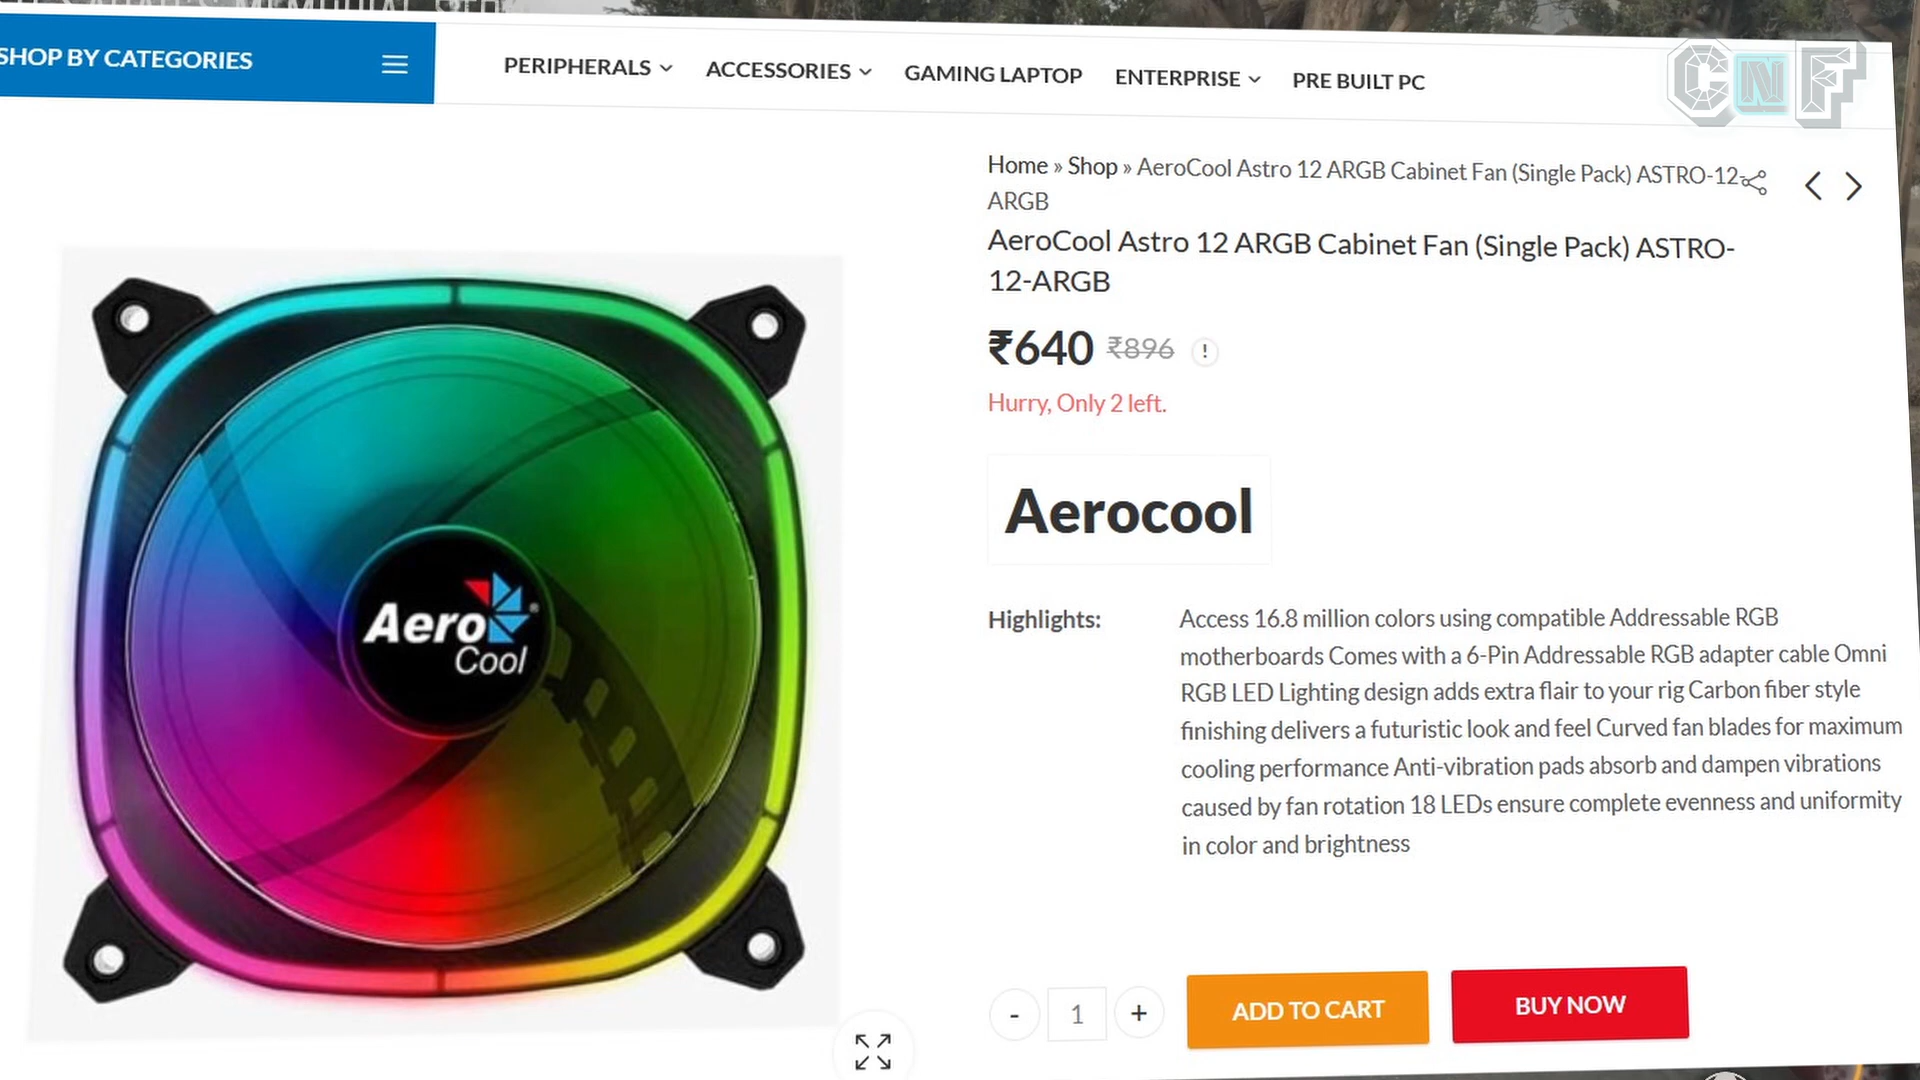 SHOP BY CATEGORIES
PERIPHERALS ACCESSORIES GAMING LAPTOP ENTERPRISE PRE BUILT PC
CNF
Home » Shop » AeroCool Astro 12 ARGB Cabinet Fan (Single Pack) ASTRO-12-
ARGB
AeroCool Astro 12 ARGB Cabinet Fan (Single Pack) ASTRO-
12-ARGB
₹640 ₹896 !
Hurry, Only 2 left.
Aerocool
Aero
Cool
Highlights: Access 16.8 million colors using compatible Addressable RGB
motherboards Comes with a 6-Pin Addressable RGB adapter cable Omni
RGB LED Lighting design adds extra flair to your rig Carbon fiber style
finishing delivers a futuristic look and feel Curved fan blades for maximum
cooling performance Anti-vibration pads absorb and dampen vibrations
caused by fan rotation 18 LEDs ensure complete evenness and uniformity
in color and brightness
- 1 + ADD TO CART BUY NOW